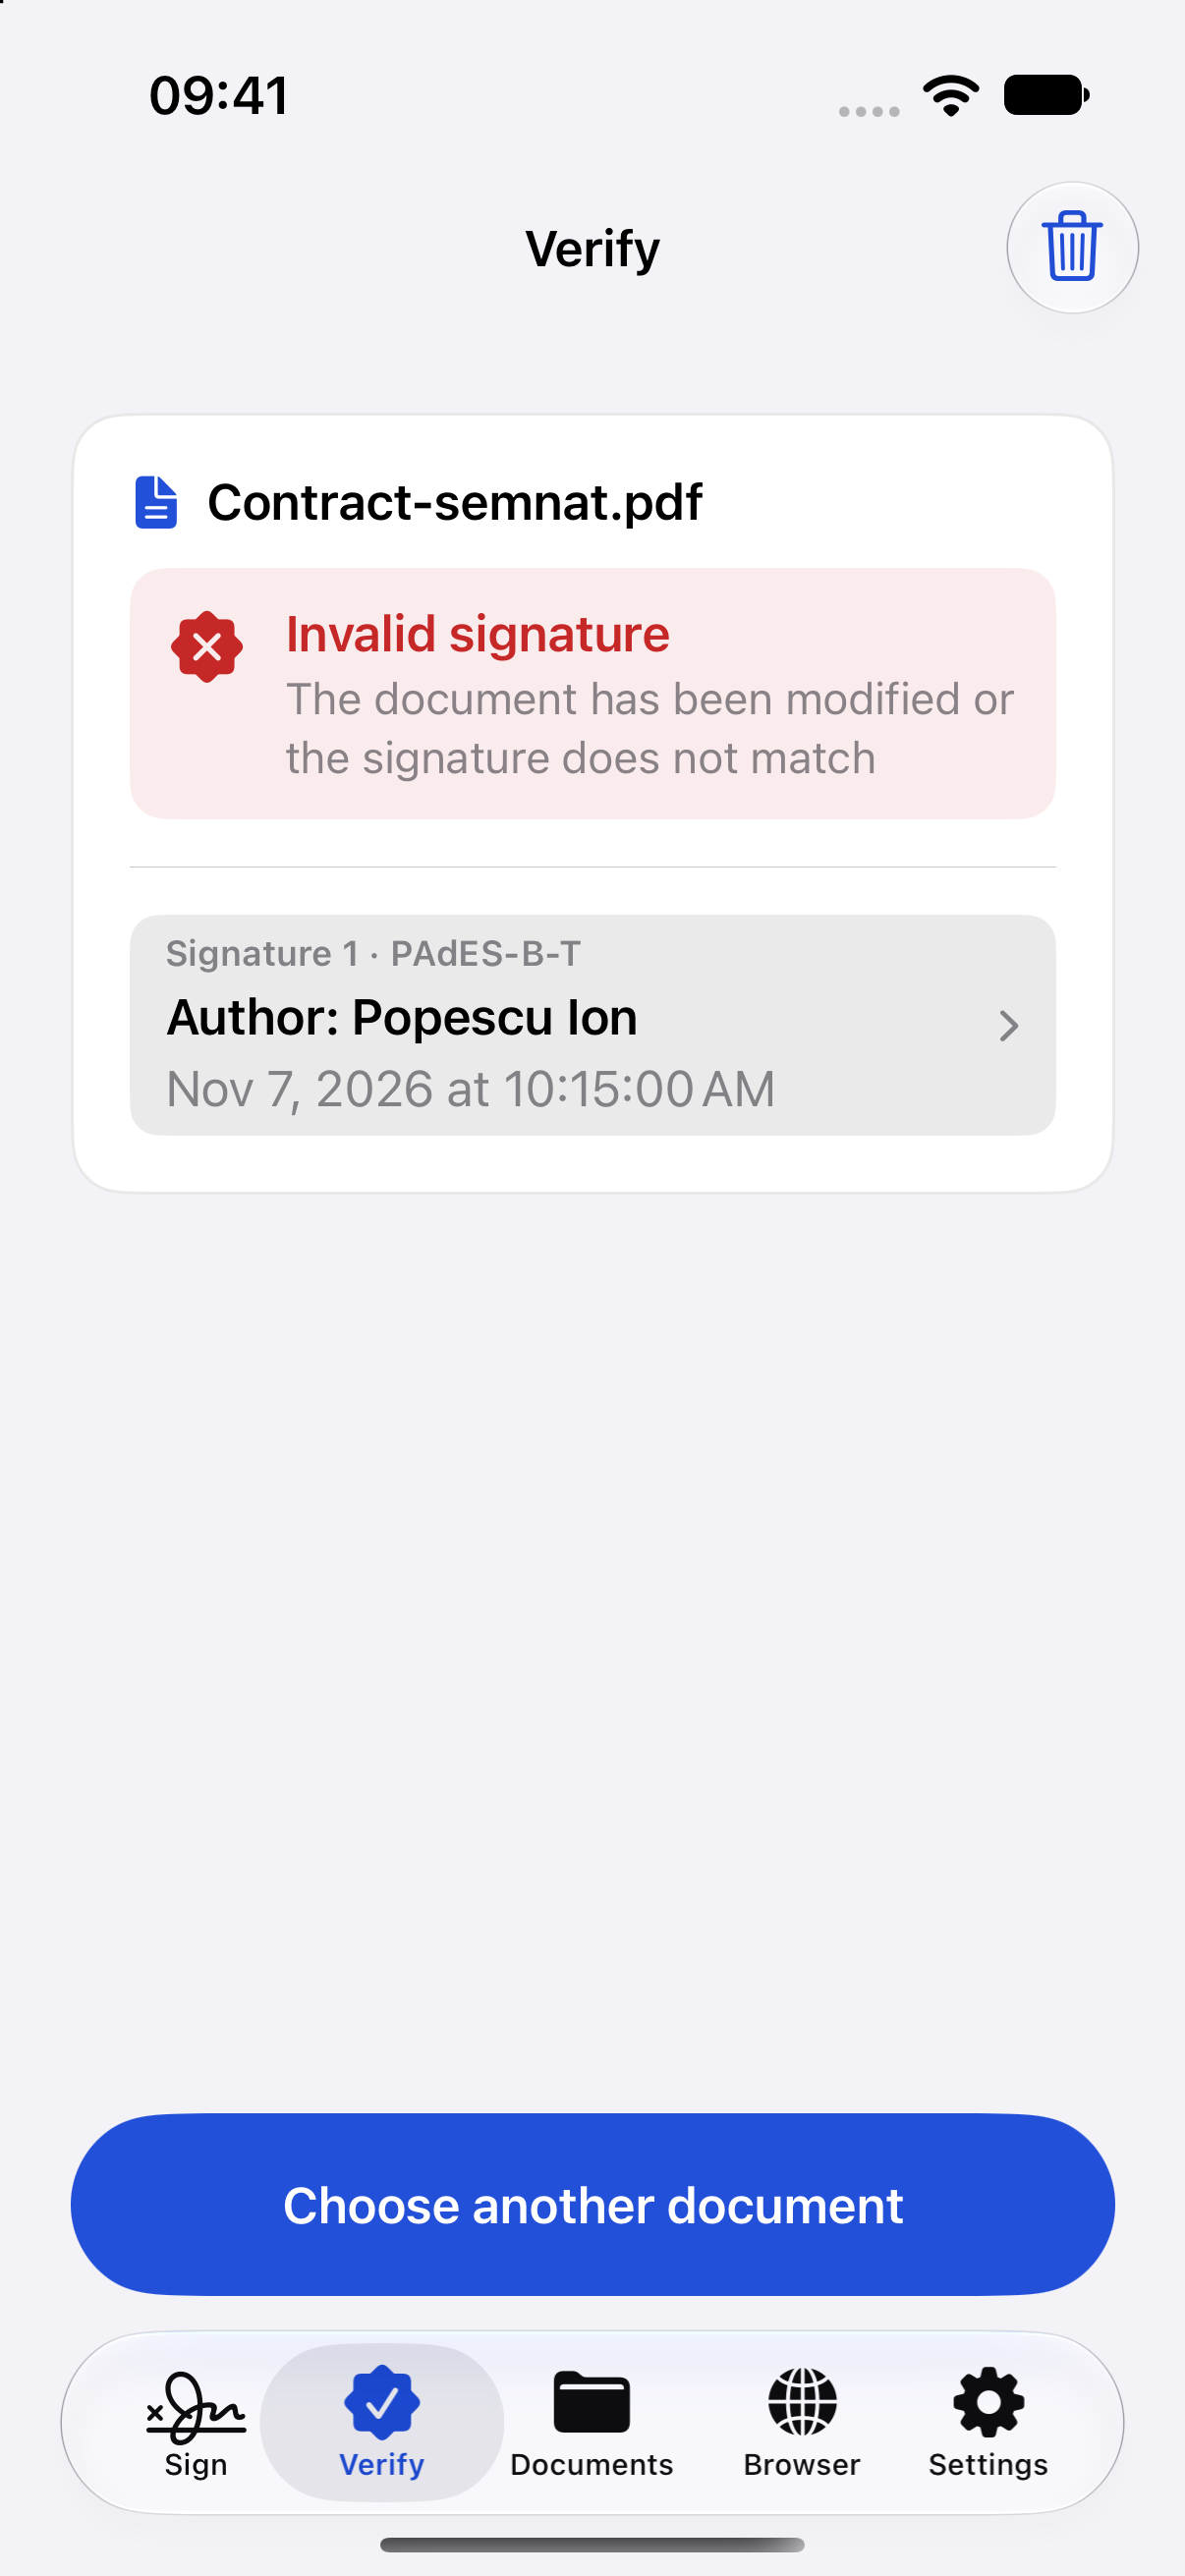 09:41
Verify
Contract-semnat.pdf
Invalid signature
The document has been modified or
the signature does not match
Signature 1 · PAdES-B-T
Author: Popescu Ion
Nov 7, 2026 at 10:15:00 AM
Choose another document
Sign
Verify
Documents
Browser
Settings